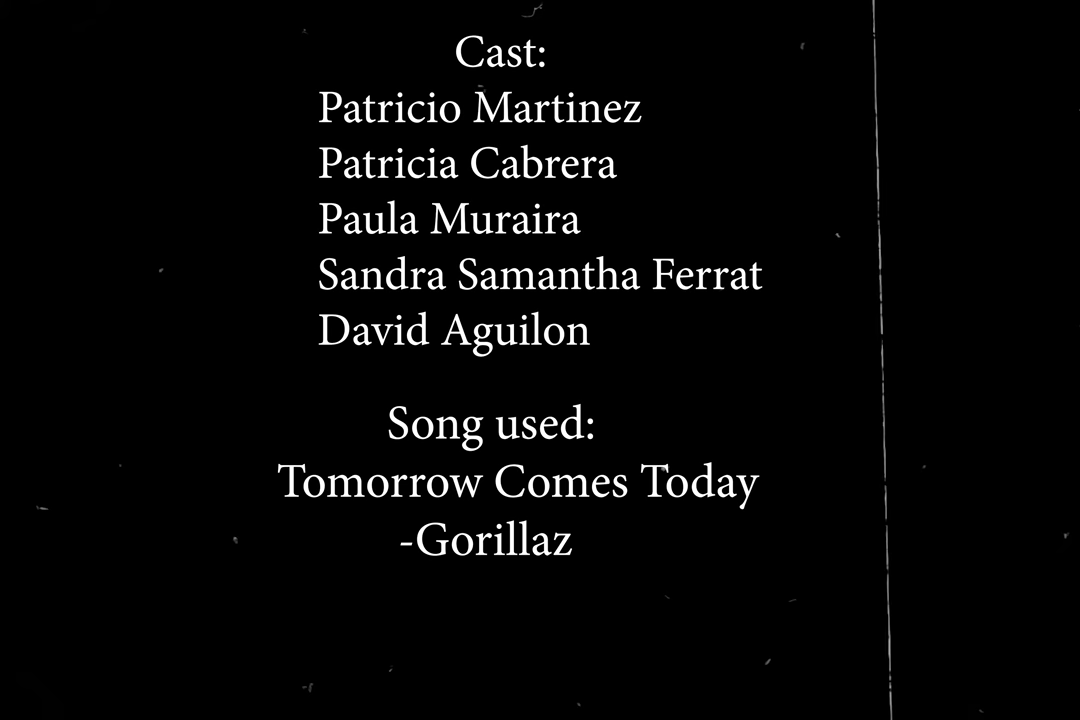 Cast:
Patricio Martinez
Patricia Cabrera
Paula Muraira
Sandra Samantha Ferrat
David Aguilon
Song used:
Tomorrow Comes Today
-Gorillaz